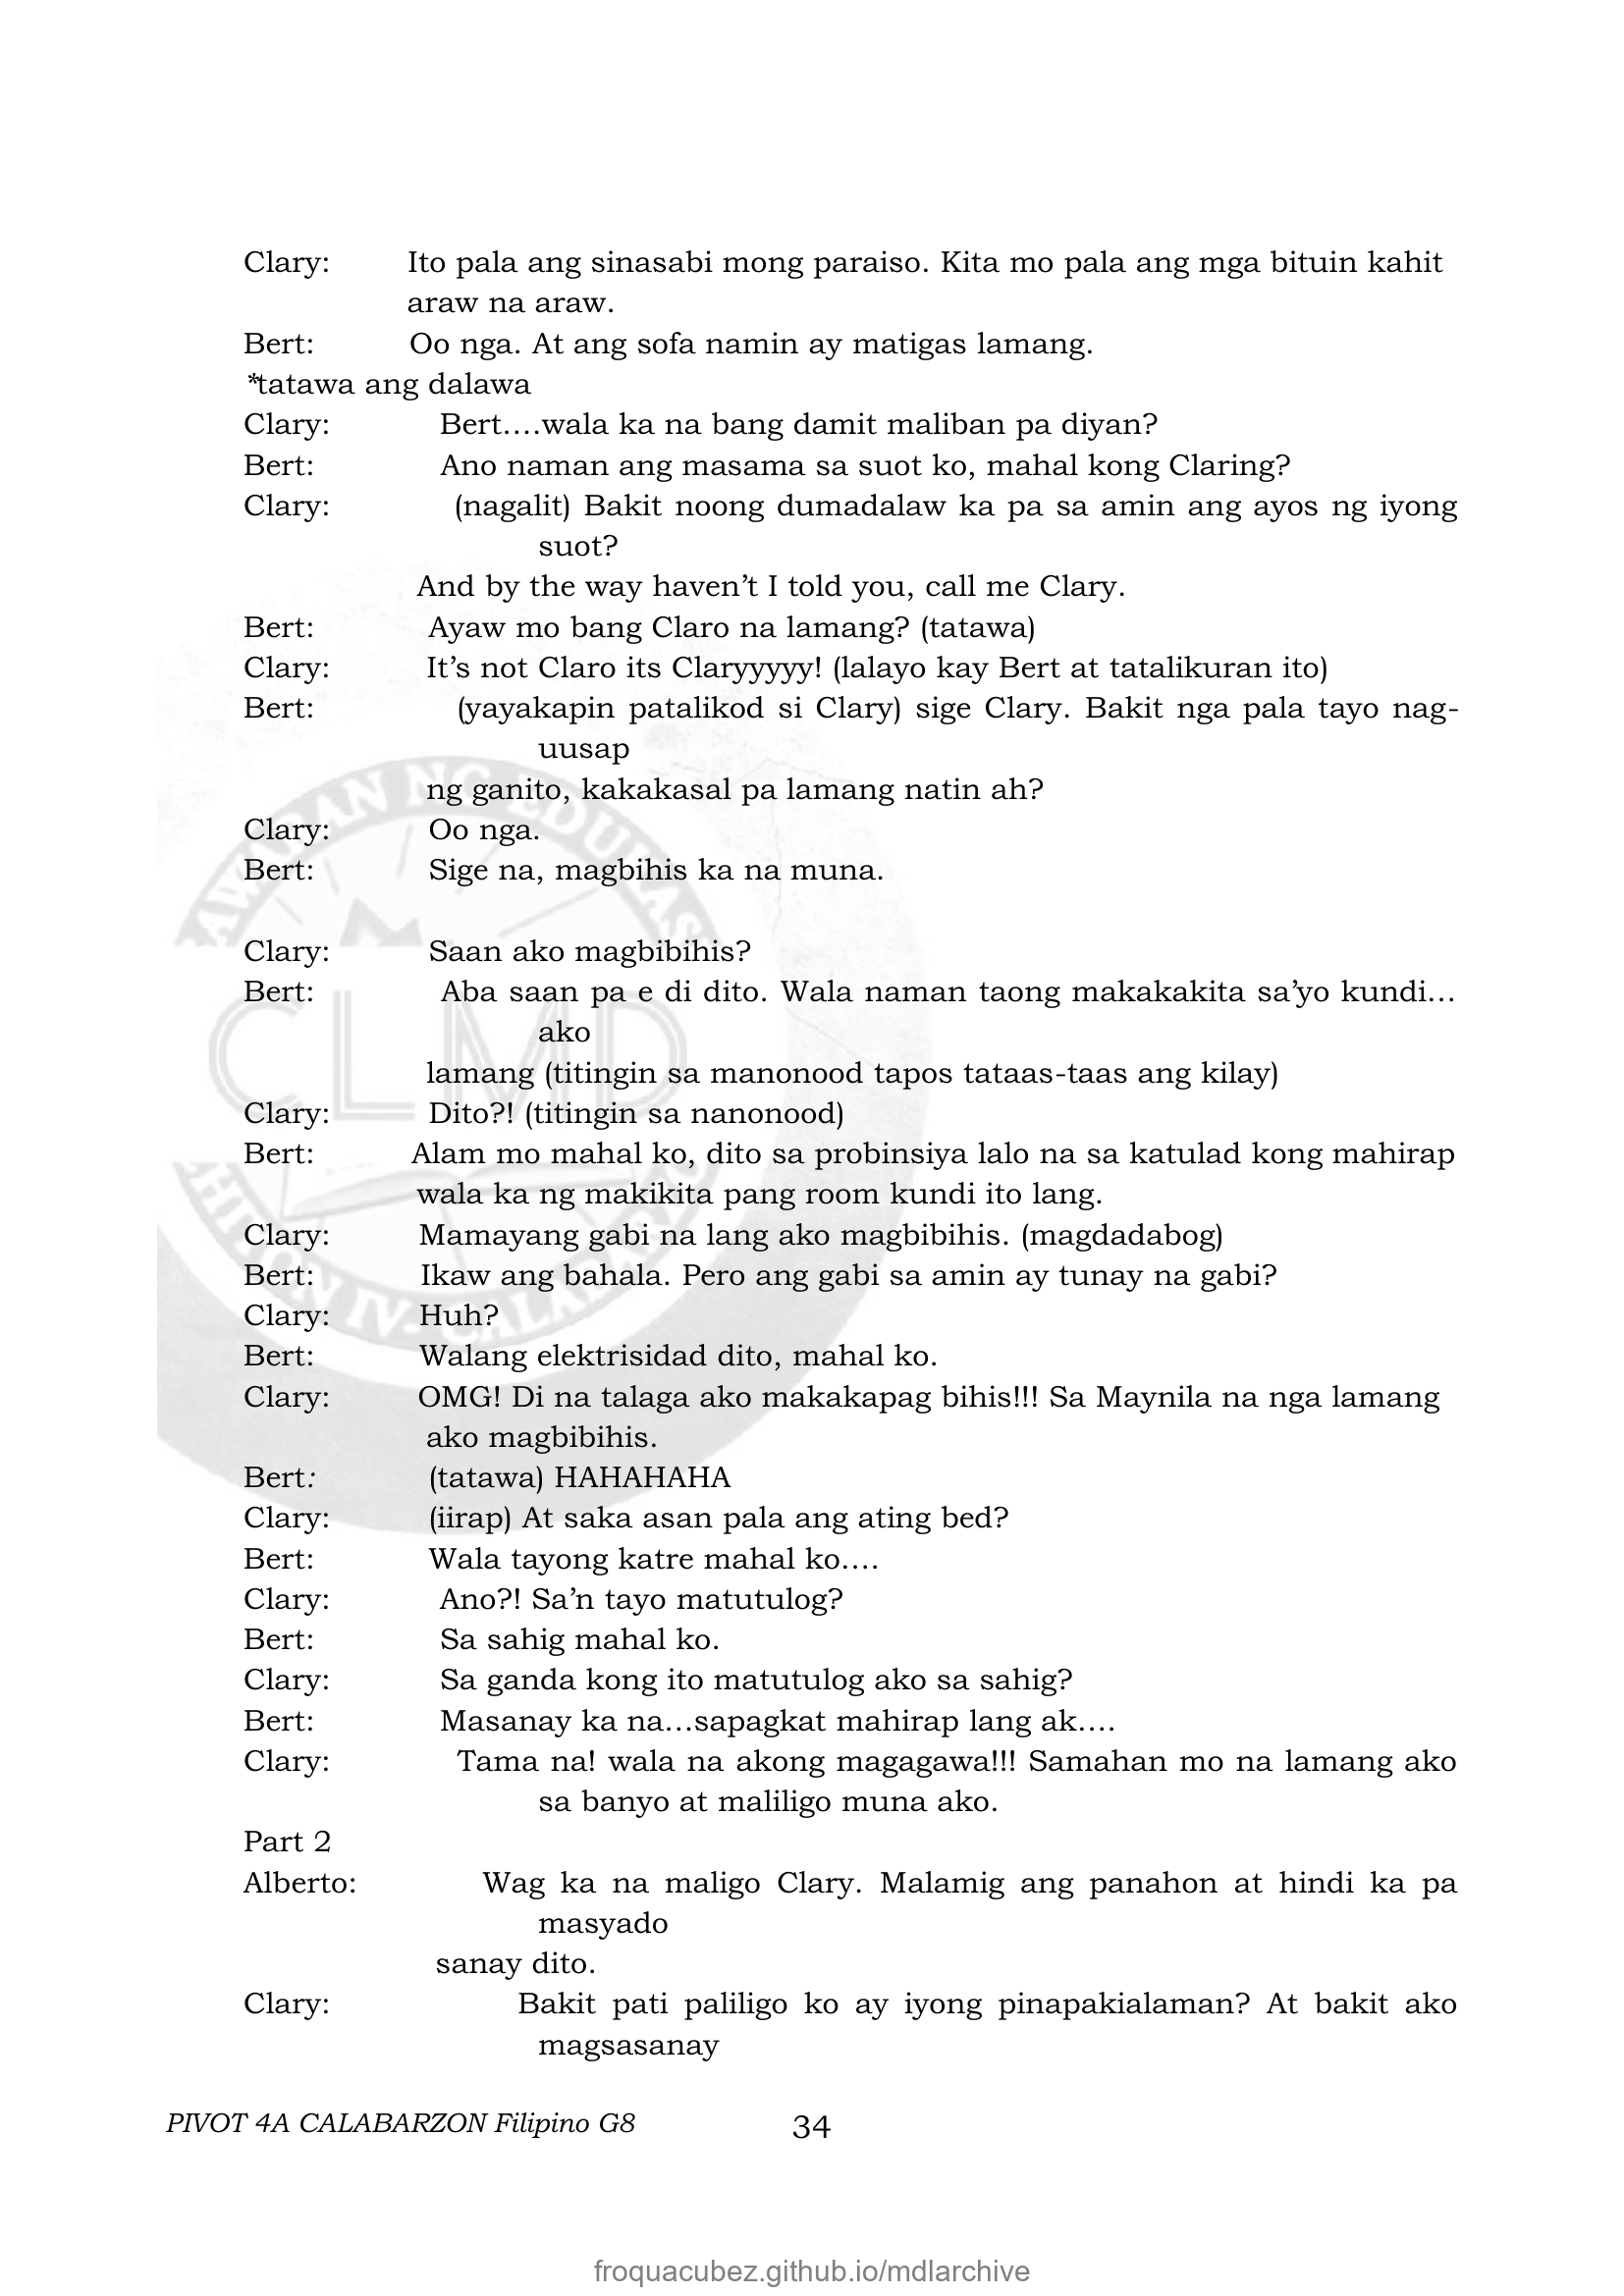 Clary: Ito pala ang sinasabi mong paraiso. Kita mo pala ang mga bituin kahit
araw na araw.
Bert: Oo nga. At ang sofa namin ay matigas lamang.
*tatawa ang dalawa
Clary: Bert….wala ka na bang damit maliban pa diyan?
Bert: Ano naman ang masama sa suot ko, mahal kong Claring?
Clary: (nagalit) Bakit noong dumadalaw ka pa sa amin ang ayos ng iyong
suot?
And by the way haven’t I told you, call me Clary.
Bert: Ayaw mo bang Claro na lamang? (tatawa)
Clary: It’s not Claro its Claryyyyy! (lalayo kay Bert at tatalikuran ito)
Bert: (yayakapin patalikod si Clary) sige Clary. Bakit nga pala tayo nag-
uusap
ng ganito, kakakasal pa lamang natin ah?
Clary: Oo nga.
Bert: Sige na, magbihis ka na muna.
Clary: Saan ako magbibihis?
Bert: Aba saan pa e di dito. Wala naman taong makakakita sa’yo kundi…
ako
lamang (titingin sa manonood tapos tataas-taas ang kilay)
Clary: Dito?! (titingin sa nanonood)
Bert: Alam mo mahal ko, dito sa probinsiya lalo na sa katulad kong mahirap
wala ka ng makikita pang room kundi ito lang.
Clary: Mamayang gabi na lang ako magbibihis. (magdadabog)
Bert: Ikaw ang bahala. Pero ang gabi sa amin ay tunay na gabi?
Clary: Huh?
Bert: Walang elektrisidad dito, mahal ko.
Clary: OMG! Di na talaga ako makakapag bihis!!! Sa Maynila na nga lamang
ako magbibihis.
Bert: (tatawa) HAHAHAHA
Clary: (iirap) At saka asan pala ang ating bed?
Bert: Wala tayong katre mahal ko….
Clary: Ano?! Sa’n tayo matutulog?
Bert: Sa sahig mahal ko.
Clary: Sa ganda kong ito matutulog ako sa sahig?
Bert: Masanay ka na…sapagkat mahirap lang ak….
Clary: Tama na! wala na akong magagawa!!! Samahan mo na lamang ako
sa banyo at maliligo muna ako.
Part 2
Alberto: Wag ka na maligo Clary. Malamig ang panahon at hindi ka pa
masyado
sanay dito.
Clary: Bakit pati paliligo ko ay iyong pinapakialaman? At bakit ako
magsasanay
PIVOT 4A CALABARZON Filipino G8 34
froquacubez.github.io/mdlarchive
CLMD